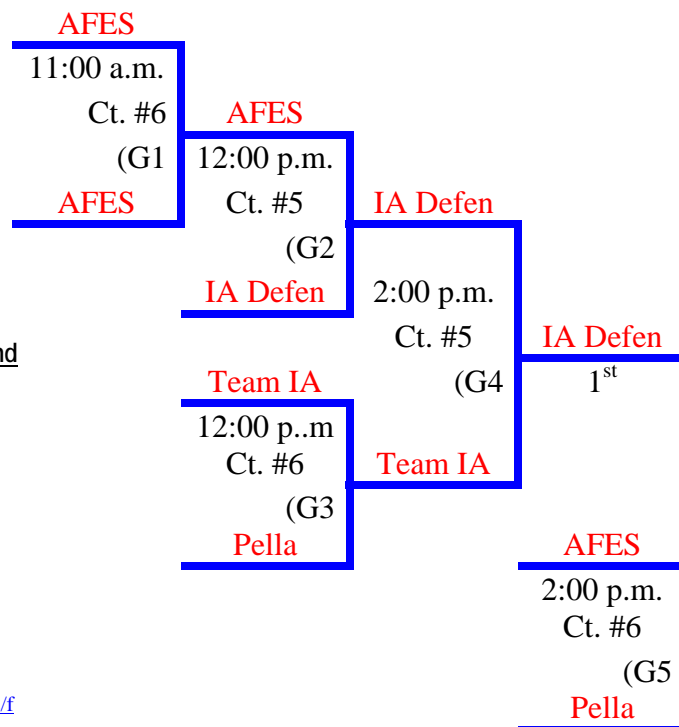 AFES
11:00 a.m.
Ct. #6
(G1
AFES
AFES
12:00 p.m.
Ct. #5
(G2
IA Defen
IA Defen
2:00 p.m.
Ct. #5
(G4
IA Defen
1st
nd
Team IA
12:00 p..m
Ct. #6
(G3
Pella
Team IA
AFES
2:00 p.m.
Ct. #6
(G5
Pella
/f